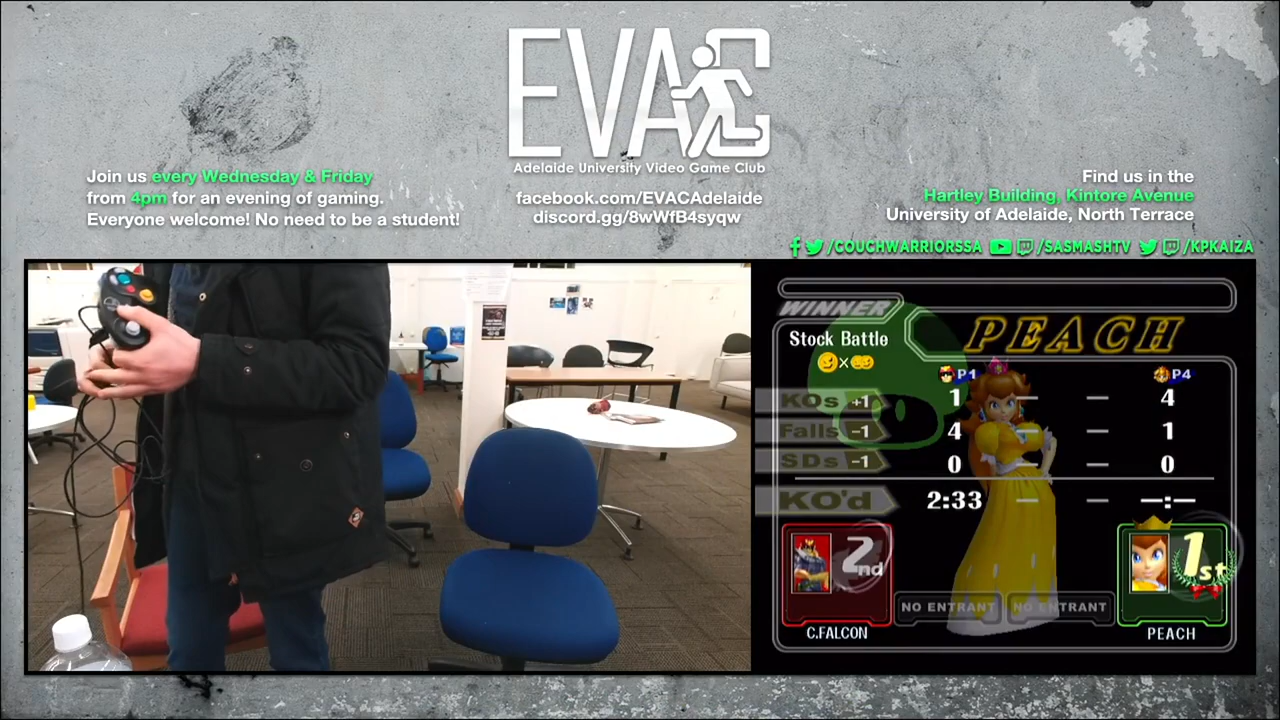 EVAC
Adelaide University Video Game Club
Join us every Wednesday & Friday
from 4pm for an evening of gaming.
Everyone welcome! No need to be a student!
facebook.com/EVACAdelaide
discord.gg/8wWfB4syqw
Find us in the
Hartley Building, Kintore Avenue
University of Adelaide, North Terrace
/COUCHWARRIORSSA /SASMASHTV /KPKAIZA
WINNER
PEACH
Stock Battle
P1 P4
KOs +1 1 — — 4
Falls -1 4 — — 1
SDs -1 0 — — 0
KO'd 2:33 — — —:—
2nd
1st
NO ENTRANT NO ENTRANT
C.FALCON
PEACH